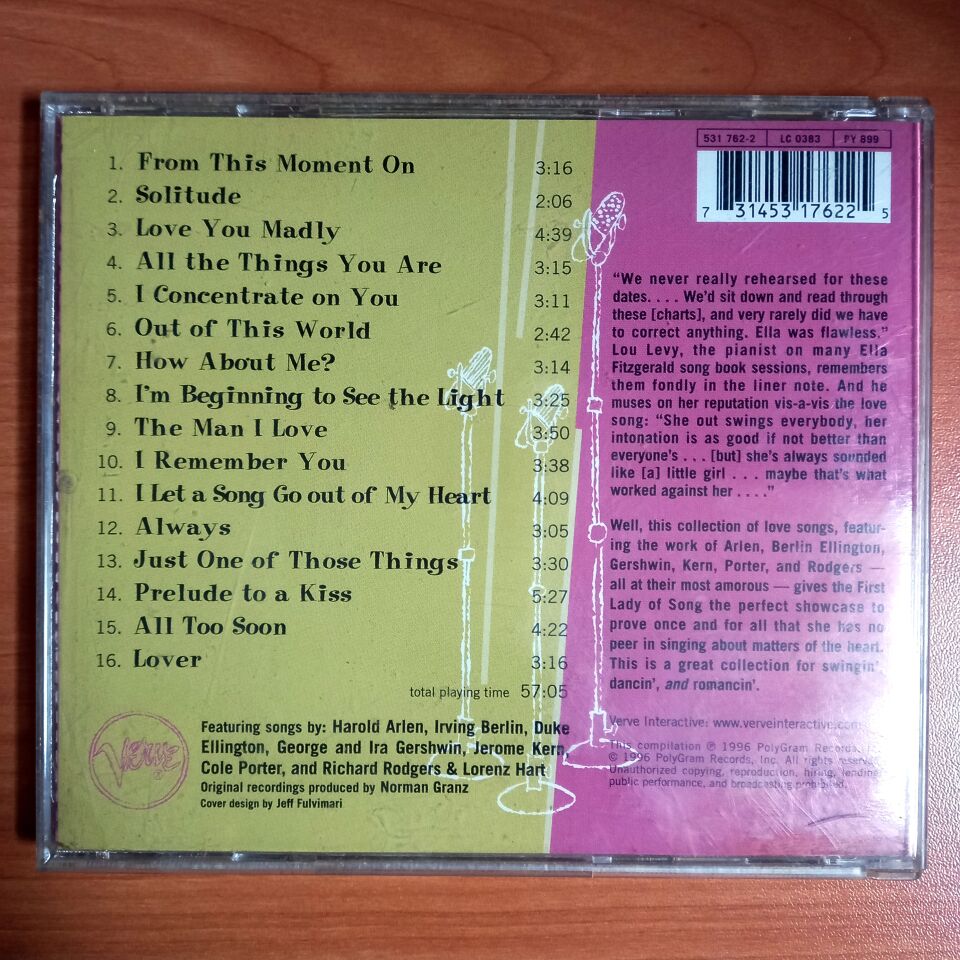 1. From This Moment On 3:16
2. Solitude 2:06
3. Love You Madly 4:39
4. All the Things You Are 3:15
5. I Concentrate on You 3:11
6. Out of This World 2:42
7. How About Me? 3:14
8. I'm Beginning to See the Light 3:25
9. The Man I Love 3:50
10. I Remember You 3:38
11. I Let a Song Go out of My Heart 4:09
12. Always 3:05
13. Just One of Those Things 3:30
14. Prelude to a Kiss 5:27
15. All Too Soon 4:22
16. Lover 3:16
total playing time 57:05
VERVE
Featuring songs by: Harold Arlen, Irving Berlin, Duke
Ellington, George and Ira Gershwin, Jerome Kern,
Cole Porter, and Richard Rodgers & Lorenz Hart
Original recordings produced by Norman Granz
Cover design by Jeff Fulvimari
531 762-2 LC 0383 PY 899
7 31453 17622 5
"We never really rehearsed for these
dates. . . . We'd sit down and read through
these [charts], and very rarely did we have
to correct anything. Ella was flawless."
Lou Levy, the pianist on many Ella
Fitzgerald song book sessions, remembers
them fondly in the liner note. And he
muses on her reputation vis-a-vis the love
song: "She out swings everybody, her
intonation is as good if not better than
everyone's . . . [but] she's always sounded
like [a] little girl . . . maybe that's what
worked against her . . . ."
Well, this collection of love songs, featur-
ing the work of Arlen, Berlin Ellington,
Gershwin, Kern, Porter, and Rodgers —
all at their most amorous — gives the First
Lady of Song the perfect showcase to
prove once and for all that she has no
peer in singing about matters of the heart.
This is a great collection for swingin',
dancin', and romancin'.
Verve Interactive: www.verveinteractive.com
This compilation ℗ 1996 PolyGram Records, Inc.
© 1996 PolyGram Records, Inc. All rights reserved.
Unauthorized copying, reproduction, hiring, lending,
public performance, and broadcasting prohibited.